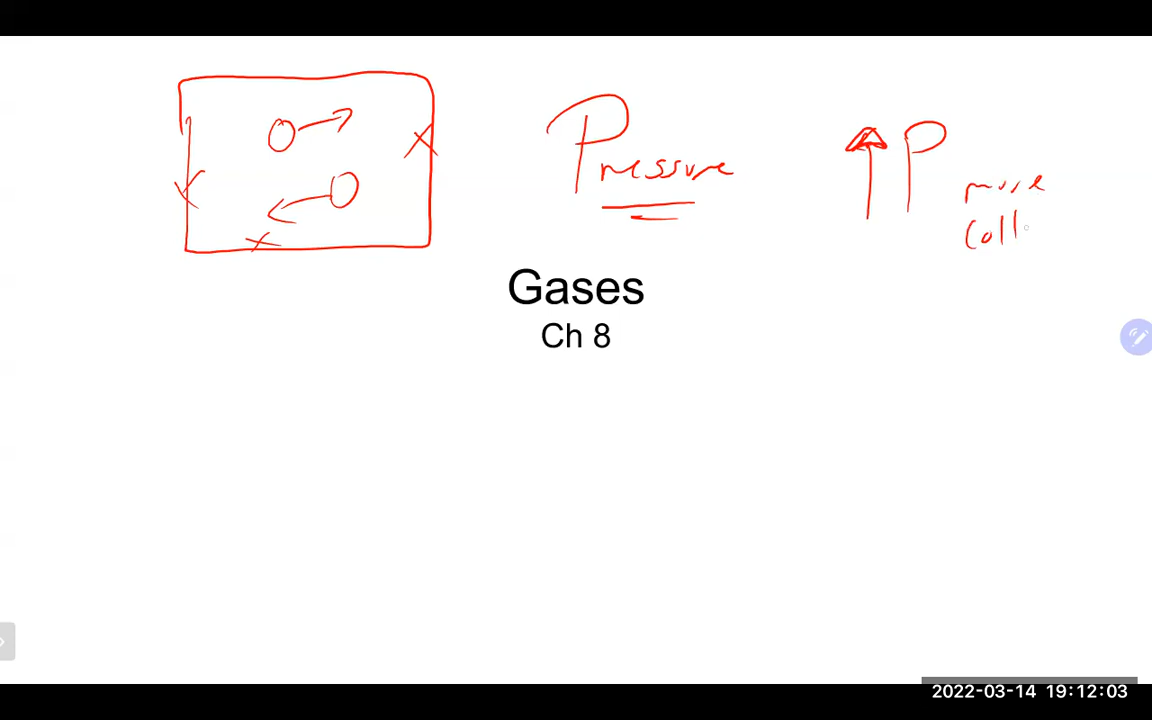 Pressure
↑ P
more
coll
Gases
Ch 8
2022-03-14 19:12:03